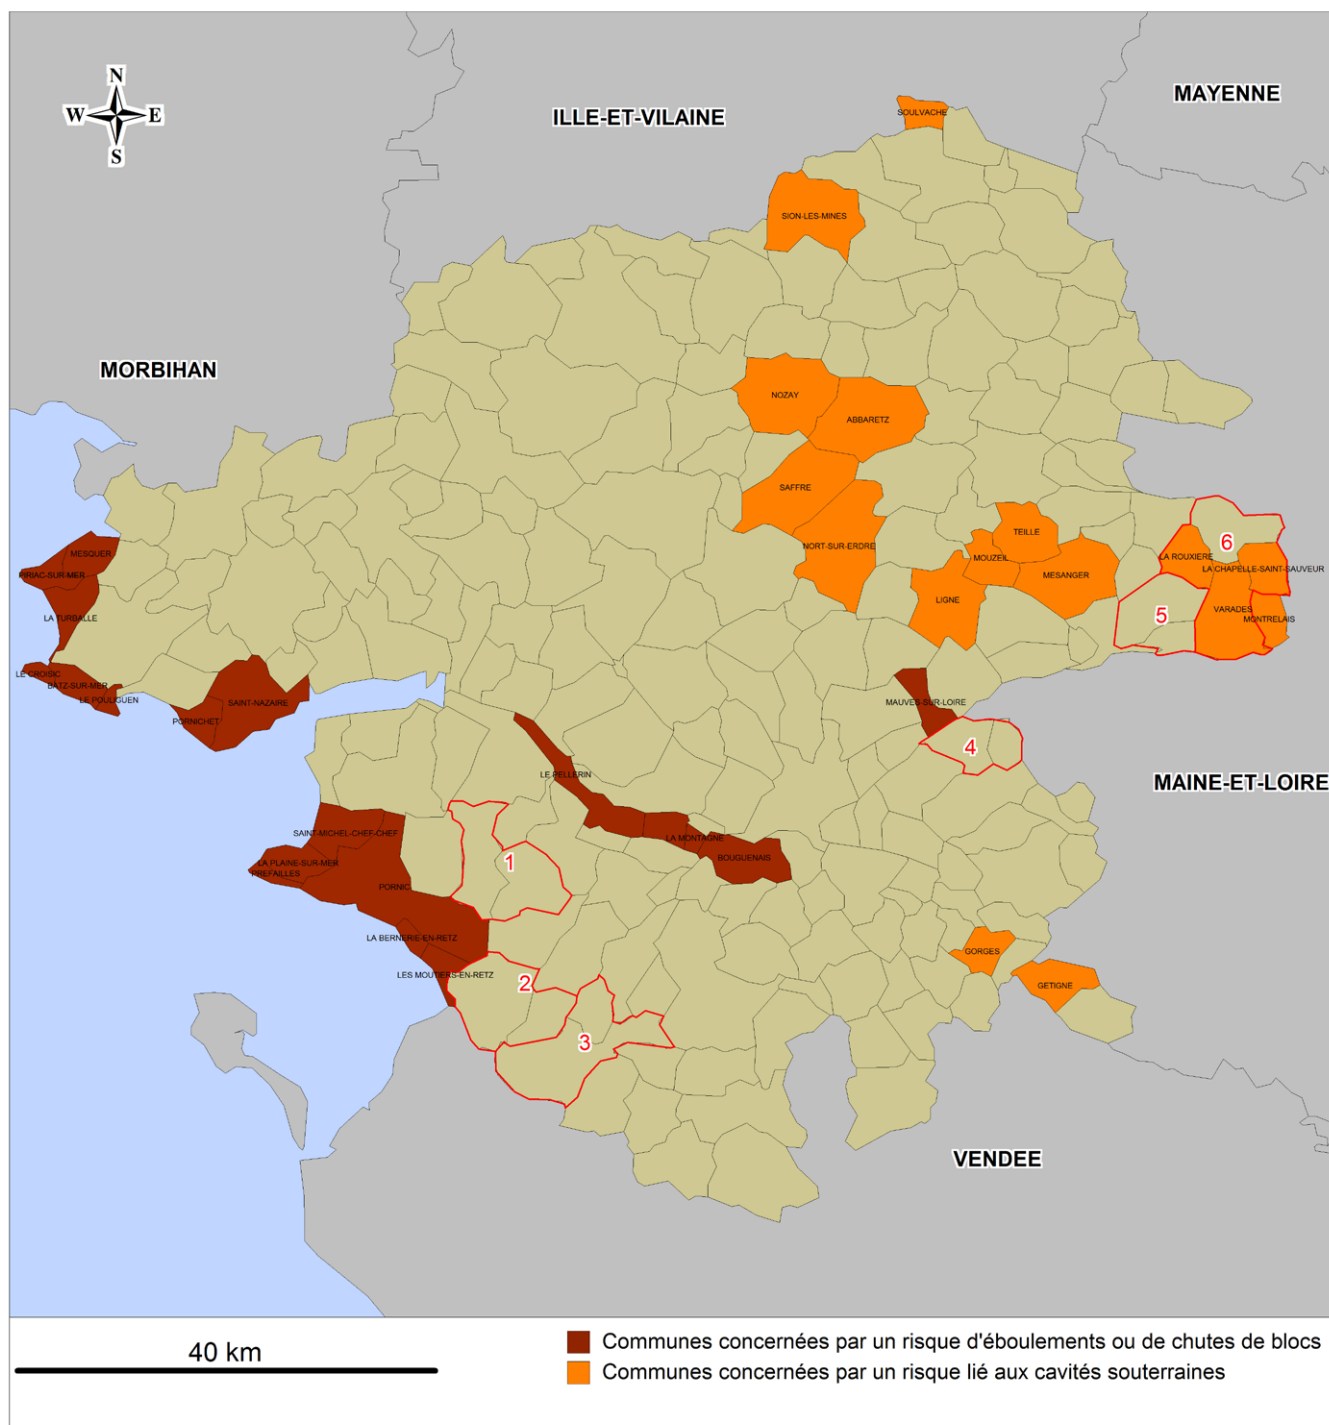 N
W E
S
ILLE-ET-VILAINE
MAYENNE
MORBIHAN
MAINE-ET-LOIRE
VENDEE
SOULVACHE
SION-LES-MINES
NOZAY
ABBARETZ
SAFFRE
NORT-SUR-ERDRE
TEILLE
MOUZEIL
MESANGER
LIGNE
LA ROUXIERE
6
LA CHAPELLE-SAINT-SAUVEUR
5
VARADES
MONTRELAIS
MESQUER
PIRIAC-SUR-MER
LA TURBALLE
LE CROISIC
BATZ-SUR-MER
LE POULIGUEN
SAINT-NAZAIRE
PORNICHET
MAUVES-SUR-LOIRE
4
LE PELLERIN
LA MONTAGNE
BOUGUENAIS
SAINT-MICHEL-CHEF-CHEF
LA PLAINE-SUR-MER
PREFAILLES
1
PORNIC
LA BERNERIE-EN-RETZ
LES MOUTIERS-EN-RETZ
2
3
GORGES
GETIGNE
40 km
Communes concernées par un risque d'éboulements ou de chutes de blocs
Communes concernées par un risque lié aux cavités souterraines